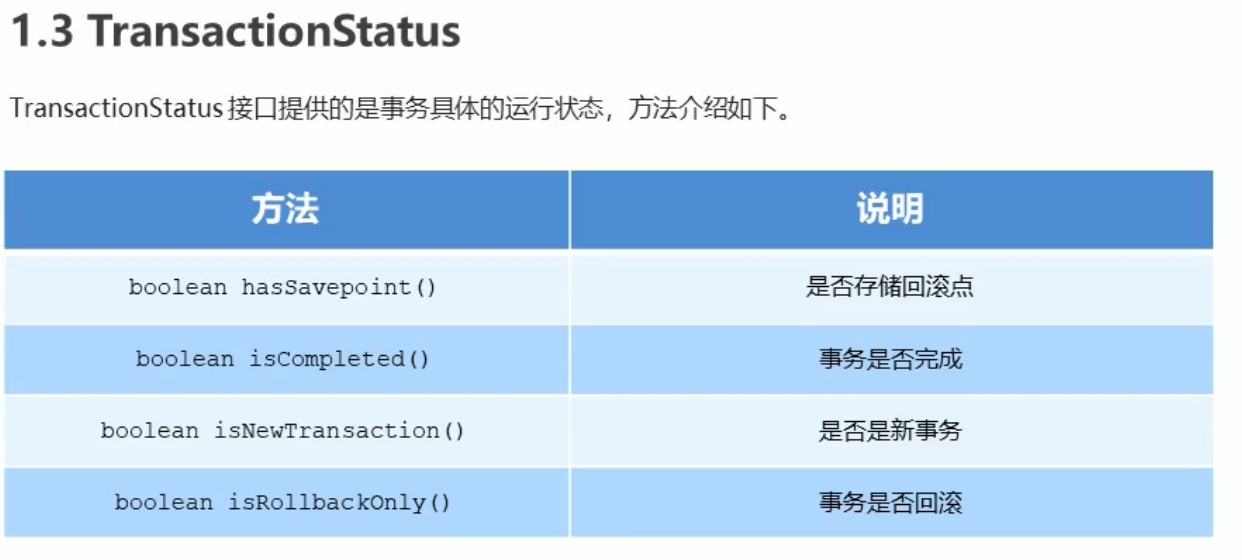 1.3 TransactionStatus
TransactionStatus 接口提供的是事务具体的运行状态，方法介绍如下。
方法 说明
boolean hasSavepoint() 是否存储回滚点
boolean isCompleted() 事务是否完成
boolean isNewTransaction() 是否是新事务
boolean isRollbackOnly() 事务是否回滚